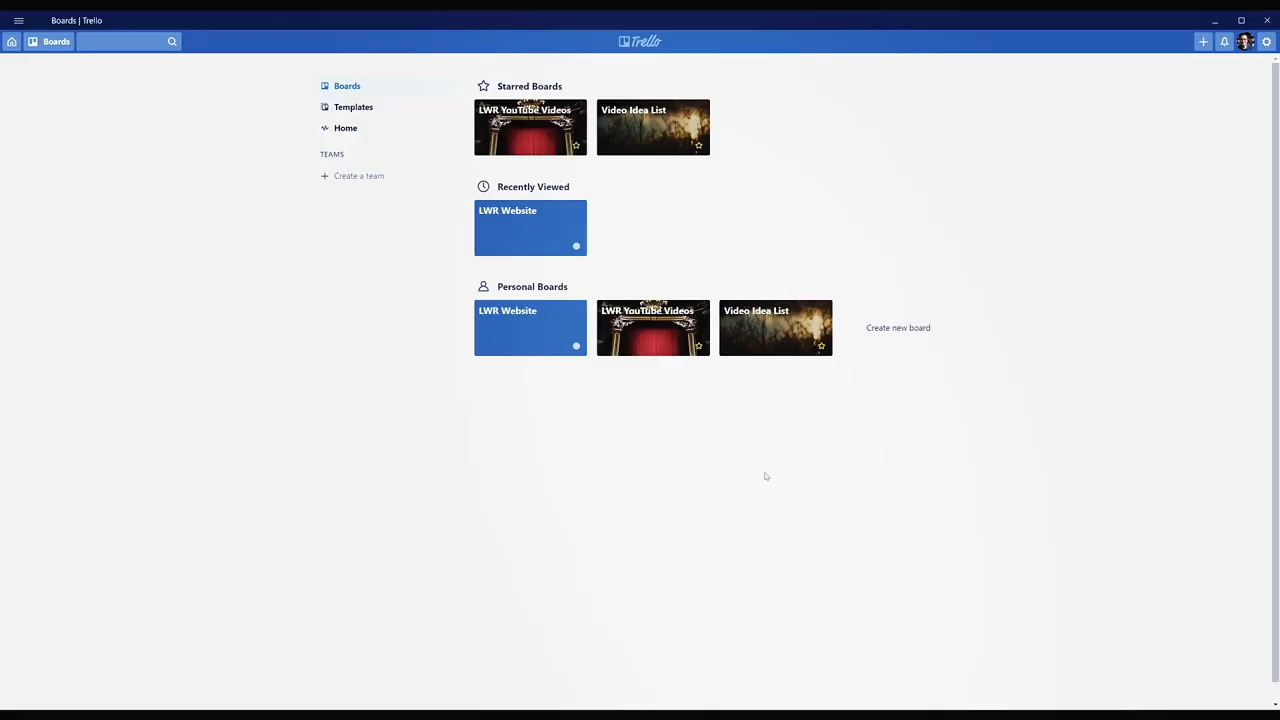 Boards | Trello
Boards
Trello
Boards
Templates
Home
TEAMS
Create a team
Starred Boards
LWR YouTube Videos
Video Idea List
Recently Viewed
LWR Website
Personal Boards
LWR Website
LWR YouTube Videos
Video Idea List
Create new board